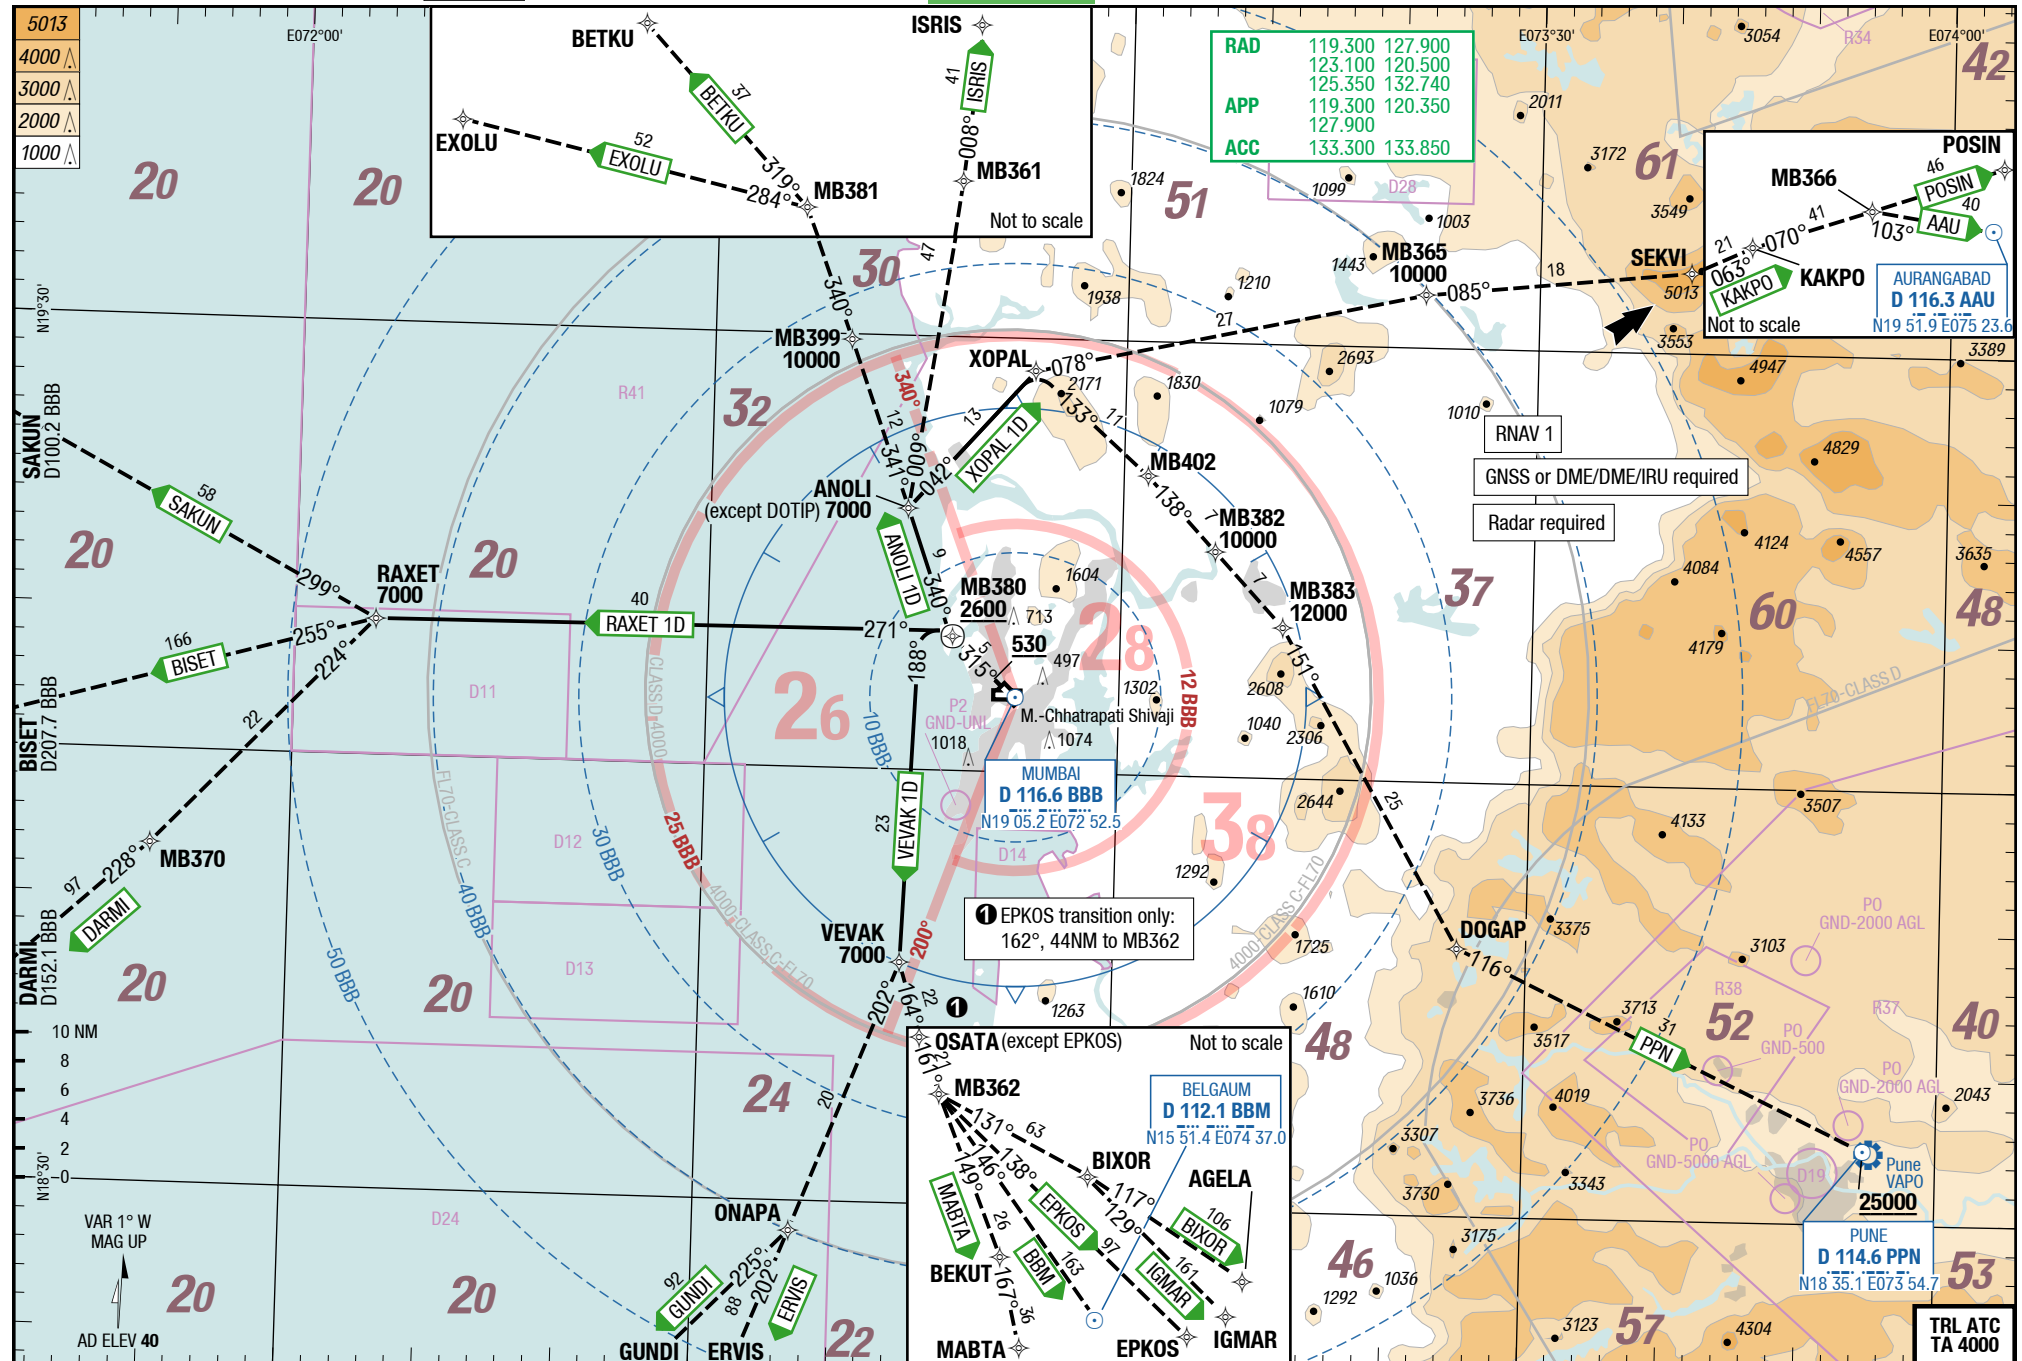 5013
4000
3000
2000
1000
E072°00'
E073°30'
E074°00'
BETKU
37
BETKU
319°
EXOLU
52
EXOLU
284°
MB381
ISRIS
41
ISRIS
008°
MB361
Not to scale
47
RAD 119.300 127.900
123.100 120.500
125.350 132.740
APP 119.300 120.350
127.900
ACC 133.300 133.850
3054
R34
42
2011
3172
61
3549
20
20
30
51
1824
1099
D28
1003
1443
1210
1938
MB365
10000
085°
18
SEKVI
5013
3553
POSIN
46
POSIN
MB366
40
AAU
41
103°
070°
21
063°
KAKPO
KAKPO
AURANGABAD
D 116.3 AAU
N19 51.9 E075 23.6
Not to scale
N19°30'
340°
MB399
10000
12
341°
009°
R41
32
340°
XOPAL
078°
27
2171
133°
11
1830
2693
1079
1010
4947
3389
4829
RNAV 1
GNSS or DME/DME/IRU required
Radar required
SAKUN
D100.2 BBB
58
SAKUN
299°
20
20
RAXET
7000
ANOLI
(except DOTIP) 7000
13
042°
XOPAL 1D
ANOLI 1D
9
340°
MB402
138°
7
MB382
10000
7
MB383
12000
151°
1604
MB380
2600
713
530
497
28
37
4124
4557
3635
4084
60
48
4179
40
RAXET 1D
271°
188°
315°
5
255°
166
BISET
224°
22
BISET
D207.7 BBB
CLASS D-4000
D11
26
10 BBB
P2
GND-UNL
1018
M.-Chhatrapati Shivaji
1074
1302
12 BBB
2608
1040
2306
FL70-CLASS D
MUMBAI
D 116.6 BBB
N19 05.2 E072 52.5
D14
38
2644
25
3507
4133
1292
23
VEVAK 1D
25 BBB
30 BBB
40 BBB
50 BBB
FL70-CLASS C
4000-CLASS C-FL70
4000-CLASS C-FL70
D12
D13
MB370
228°
97
DARMI
DARMI
D152.1 BBB
20
20
VEVAK
7000
200°
202°
164°
22
❶
❶ EPKOS transition only:
162°, 44NM to MB362
1263
1725
1610
48
DOGAP
116°
3375
3103
PO
GND-2000 AGL
R38
R37
3713
31
PPN
52
PO
GND-500
40
3517
PO
GND-2000 AGL
2043
3736
4019
3307
PO
GND-5000 AGL
D19
3730
3343
Pune
VAPO
25000
PUNE
D 114.6 PPN
N18 35.1 E073 54.7
53
3175
46
1036
1292
3123
57
4304
TRL ATC
TA 4000
10 NM
8
6
4
2
0
N18°30'
VAR 1° W
MAG UP
AD ELEV 40
D24
20
20
24
20
22
ONAPA
225°
92
GUNDI
88
202°
ERVIS
GUNDI
ERVIS
OSATA (except EPKOS)
Not to scale
161°
21
MB362
BELGAUM
D 112.1 BBM
N15 51.4 E074 37.0
131°
63
138°
146°
149°
BIXOR
117°
129°
AGELA
106
BIXOR
MABTA
26
EPKOS
97
BBM
163
161
IGMAR
BEKUT
167°
36
MABTA
EPKOS
IGMAR